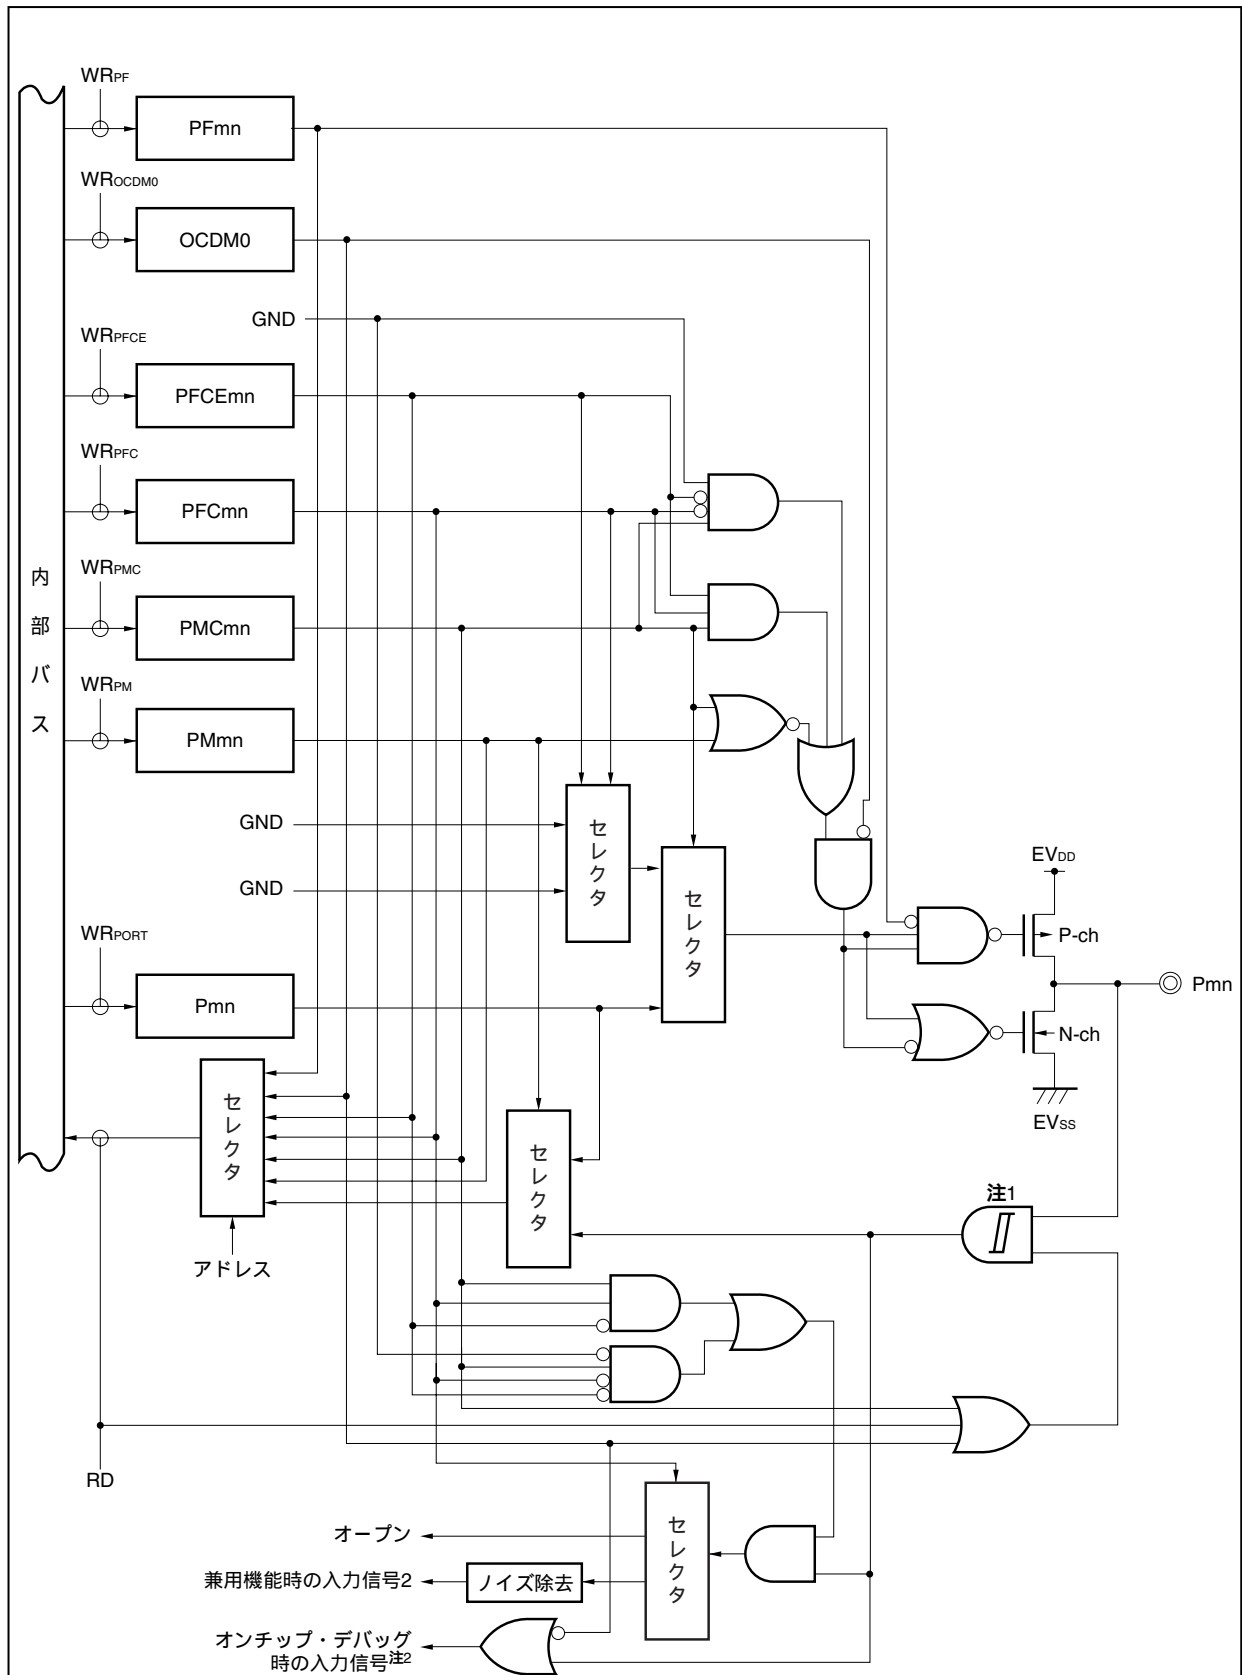 WRPF
PFmn
WROCDM0
OCDM0
GND
WRPFCE
PFCEmn
WRPFC
PFCmn
内部バス
WRPMC
PMCmn
WRPM
PMmn
GND
セレクタ
GND
セレクタ
EVDD
P-ch
WRPORT
Pmn
Pmn
N-ch
EVSS
セレクタ
セレクタ
注1
アドレス
RD
オープン
セレクタ
兼用機能時の入力信号2
ノイズ除去
オンチップ・デバッグ
時の入力信号注2